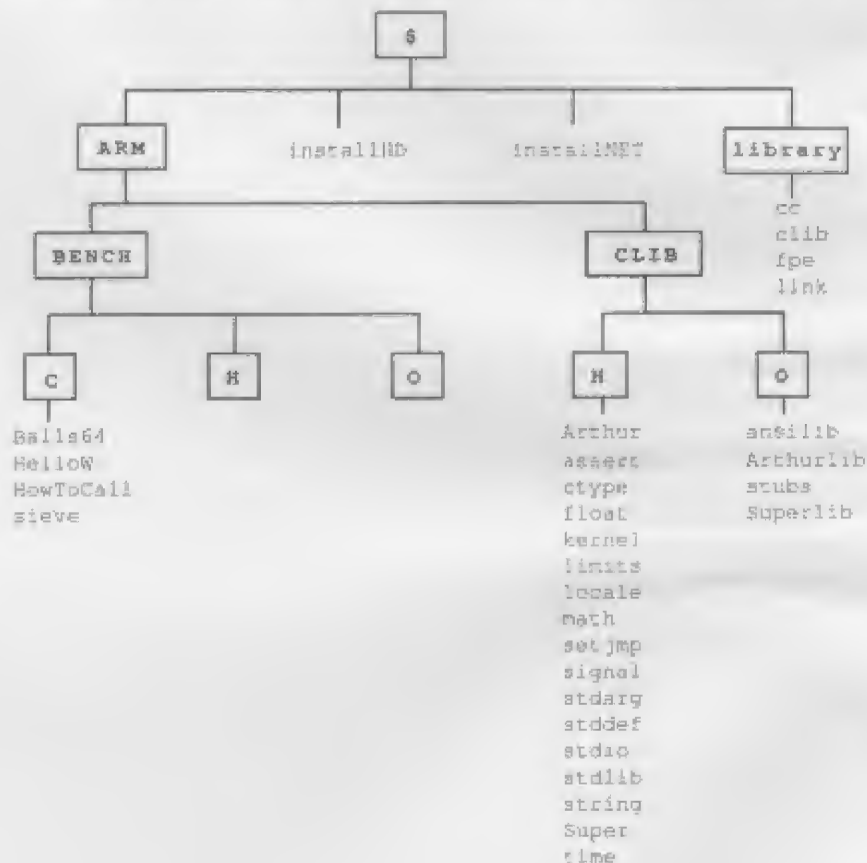 $
ARM
installHD
installNET
library
cc
clib
fpe
link
BENCH
CLIB
C
H
O
H
O
Balls64
HelloW
HowToCall
sieve
Arthur
assert
ctype
float
kernel
limits
locale
math
setjmp
signal
stdarg
stddef
stdio
stdlib
string
Super
time
ansilib
Arthurlib
stubs
Superlib